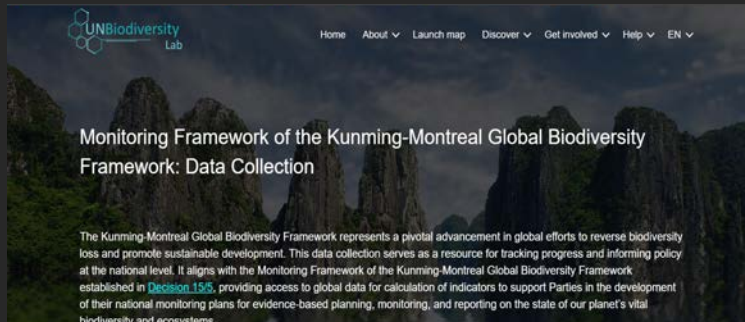 UNBiodiversity
Lab
Home About Launch map Discover Get involved Help EN
Monitoring Framework of the Kunming-Montreal Global Biodiversity
Framework: Data Collection
The Kunming-Montreal Global Biodiversity Framework represents a pivotal advancement in global efforts to reverse biodiversity
loss and promote sustainable development. This data collection serves as a resource for tracking progress and informing policy
at the national level. It aligns with the Monitoring Framework of the Kunming-Montreal Global Biodiversity Framework
established in Decision 15/5, providing access to global data for calculation of indicators to support Parties in the development
of their national monitoring plans for evidence-based planning, monitoring, and reporting on the state of our planet's vital
biodiversity and ecosystems.